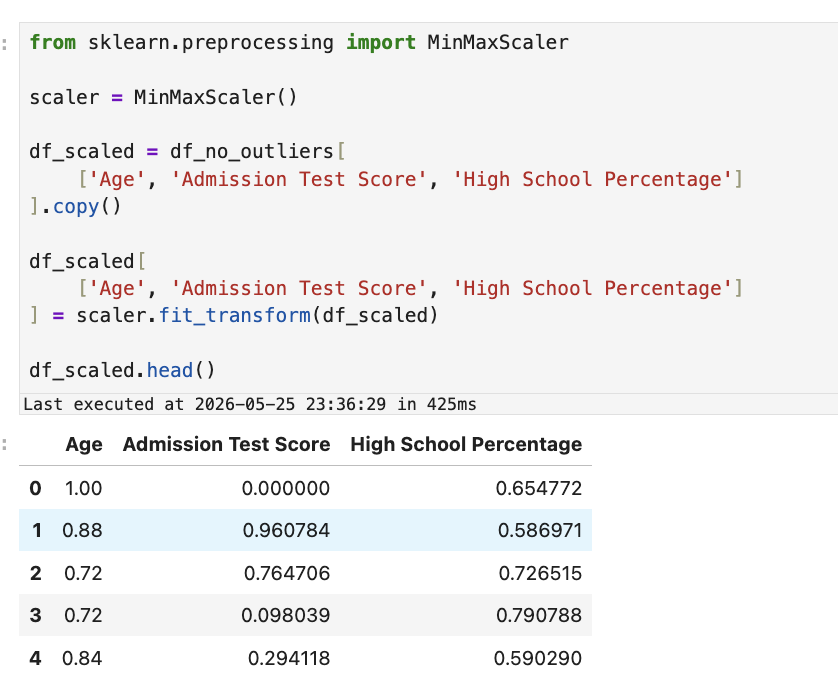 from sklearn.preprocessing import MinMaxScaler
scaler = MinMaxScaler()
df_scaled = df_no_outliers[
['Age', 'Admission Test Score', 'High School Percentage']
].copy()
df_scaled[
['Age', 'Admission Test Score', 'High School Percentage']
] = scaler.fit_transform(df_scaled)
df_scaled.head()
Last executed at 2026-05-25 23:36:29 in 425ms
Age Admission Test Score High School Percentage
0 1.00 0.000000 0.654772
1 0.88 0.960784 0.586971
2 0.72 0.764706 0.726515
3 0.72 0.098039 0.790788
4 0.84 0.294118 0.590290